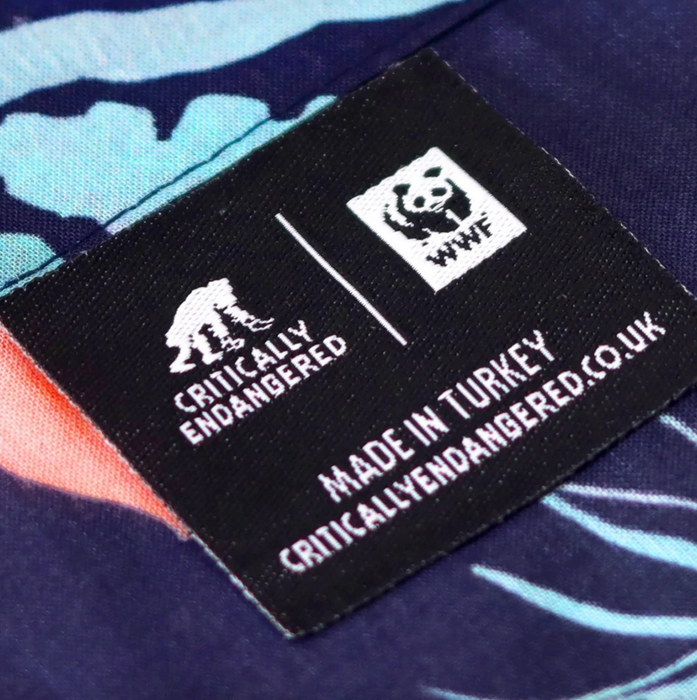 WWF
CRITICALLY
ENDANGERED
MADE IN TURKEY
CRITICALLYENDANGERED.CO.UK